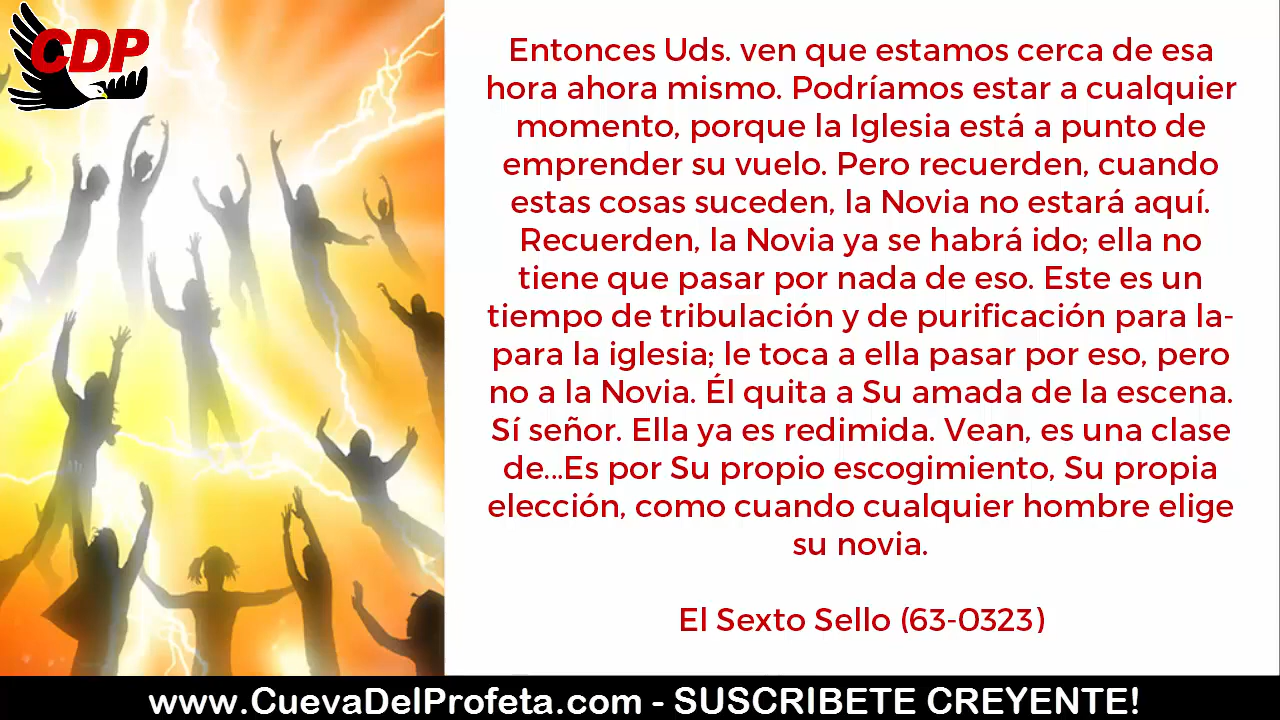 CDP
Entonces Uds. ven que estamos cerca de esa
hora ahora mismo. Podríamos estar a cualquier
momento, porque la Iglesia está a punto de
emprender su vuelo. Pero recuerden, cuando
estas cosas suceden, la Novia no estará aquí.
Recuerden, la Novia ya se habrá ido; ella no
tiene que pasar por nada de eso. Este es un
tiempo de tribulación y de purificación para la-
para la iglesia; le toca a ella pasar por eso, pero
no a la Novia. Él quita a Su amada de la escena.
Sí señor. Ella ya es redimida. Vean, es una clase
de...Es por Su propio escogimiento, Su propia
elección, como cuando cualquier hombre elige
su novia.
El Sexto Sello (63-0323)
www.CuevaDelProfeta.com - SUSCRIBETE CREYENTE!